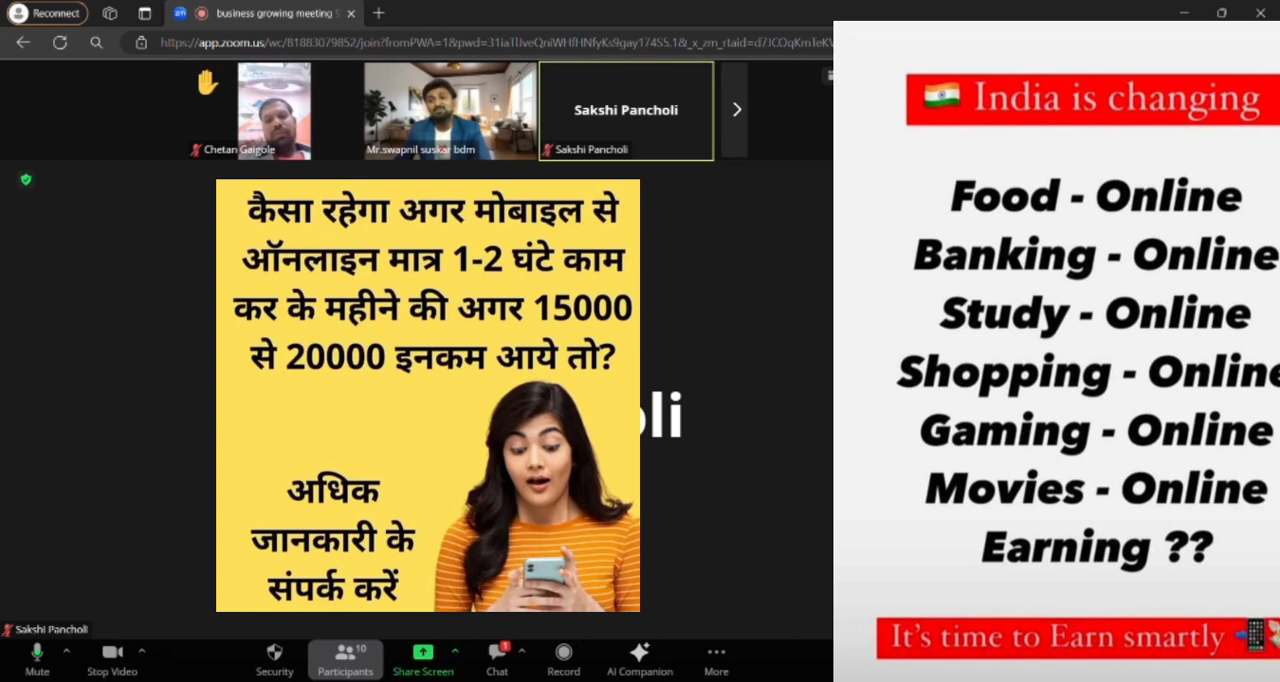 Reconnect
business growing meeting
https://app.zoom.us/wc/81883079852/join?fromPWA=1&pwd=
Chetan Gaigole
Mr.swapnil suskar bdm
Sakshi Pancholi
Sakshi Pancholi
कैसा रहेगा अगर मोबाइल से
ऑनलाइन मात्र 1-2 घंटे काम
कर के महीने की अगर 15000
से 20000 इनकम आये तो?
अधिक
जानकारी के
संपर्क करें
oli
Sakshi Pancholi
Mute
Stop Video
Security
10
Participants
Share Screen
1
Chat
Record
AI Companion
More
India is changing
Food - Online
Banking - Online
Study - Online
Shopping - Online
Gaming - Online
Movies - Online
Earning ??
It's time to Earn smartly